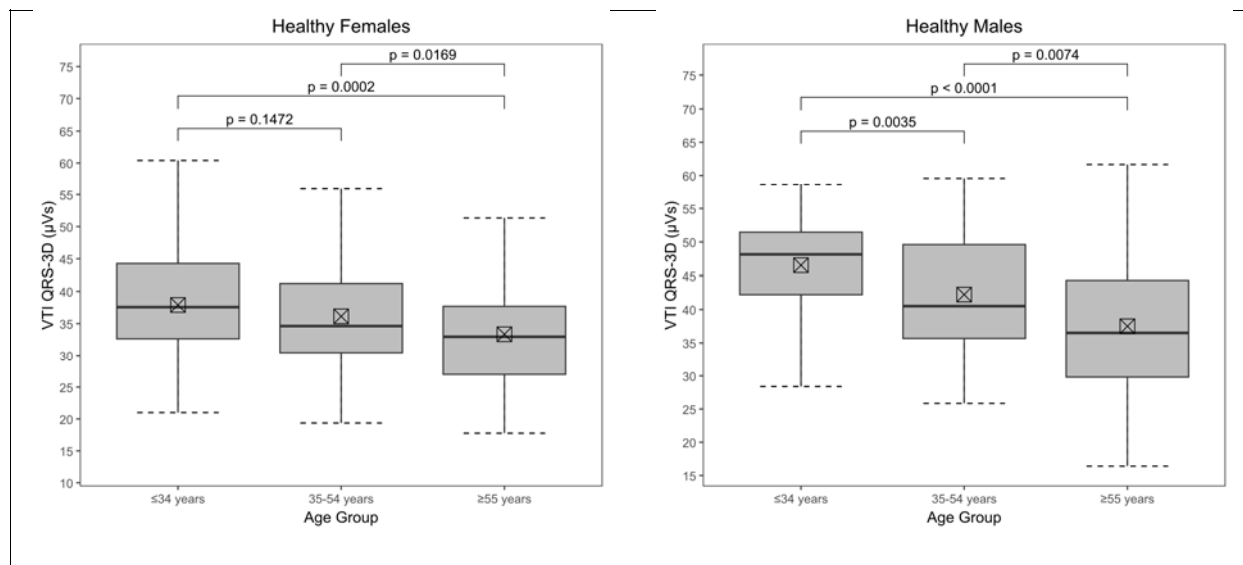 Healthy Females
p = 0.0169
p = 0.0002
p = 0.1472
VTI QRS-3D (µVs)
75
70
65
60
55
50
45
40
35
30
25
20
15
10
≤34 years
35-54 years
≥55 years
Age Group
Healthy Males
p = 0.0074
p < 0.0001
p = 0.0035
VTI QRS-3D (µVs)
75
70
65
60
55
50
45
40
35
30
25
20
15
≤34 years
35-54 years
≥55 years
Age Group